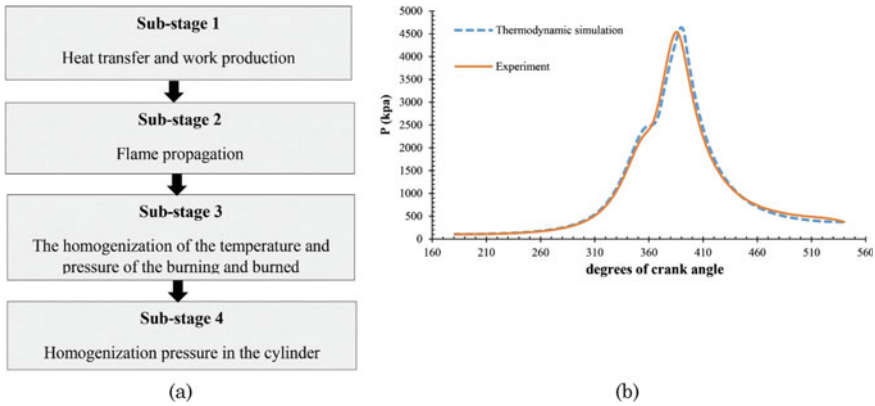 Sub-stage 1
Heat transfer and work production
Sub-stage 2
Flame propagation
Sub-stage 3
The homogenization of the temperature and
pressure of the burning and burned
Sub-stage 4
Homogenization pressure in the cylinder
(a)
P (kpa)
5000
4500
4000
3500
3000
2500
2000
1500
1000
500
0
Thermodynamic simulation
Experiment
160 210 260 310 360 410 460 510 560
degrees of crank angle
(b)